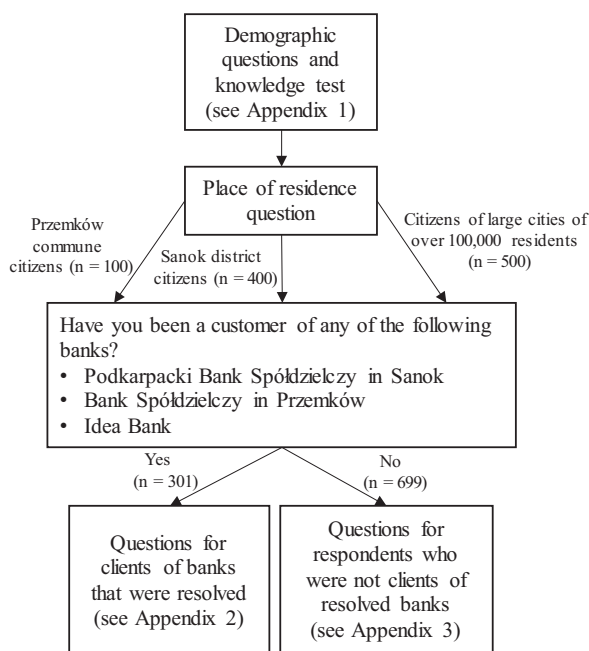 Demographic
questions and
knowledge test
(see Appendix 1)
Place of residence
question
Przemków
commune
citizens (n = 100)
Sanok district
citizens (n = 400)
Citizens of large cities of
over 100,000 residents
(n = 500)
Have you been a customer of any of the following
banks?
• Podkarpacki Bank Spółdzielczy in Sanok
• Bank Spółdzielczy in Przemków
• Idea Bank
Yes
(n = 301)
No
(n = 699)
Questions for
clients of banks
that were resolved
(see Appendix 2)
Questions for
respondents who
were not clients of
resolved banks
(see Appendix 3)